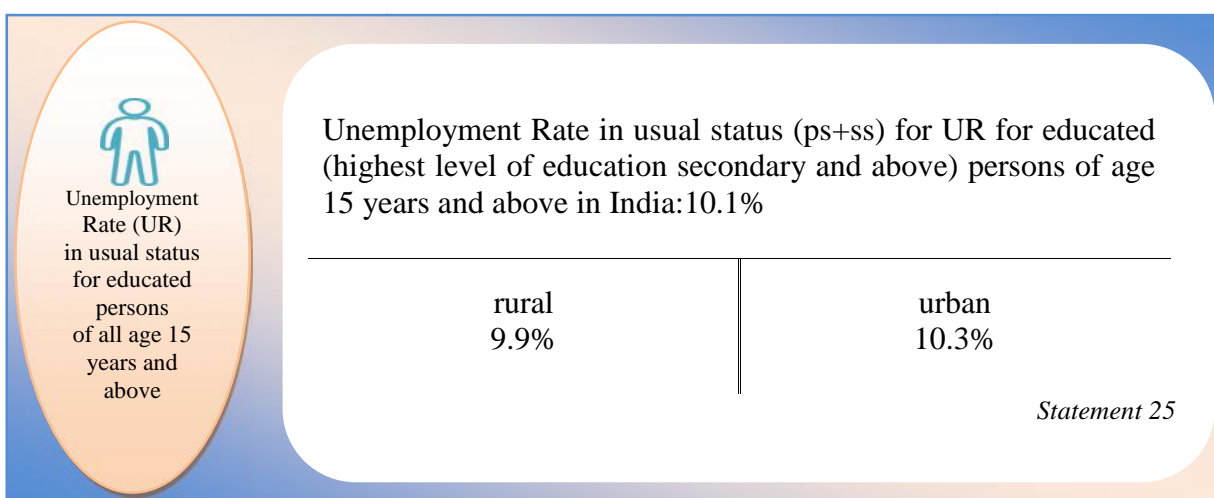 Unemployment
Rate (UR)
in usual status
for educated
persons
of all age 15
years and
above
Unemployment Rate in usual status (ps+ss) for UR for educated
(highest level of education secondary and above) persons of age
15 years and above in India:10.1%
rural
9.9%
urban
10.3%
Statement 25